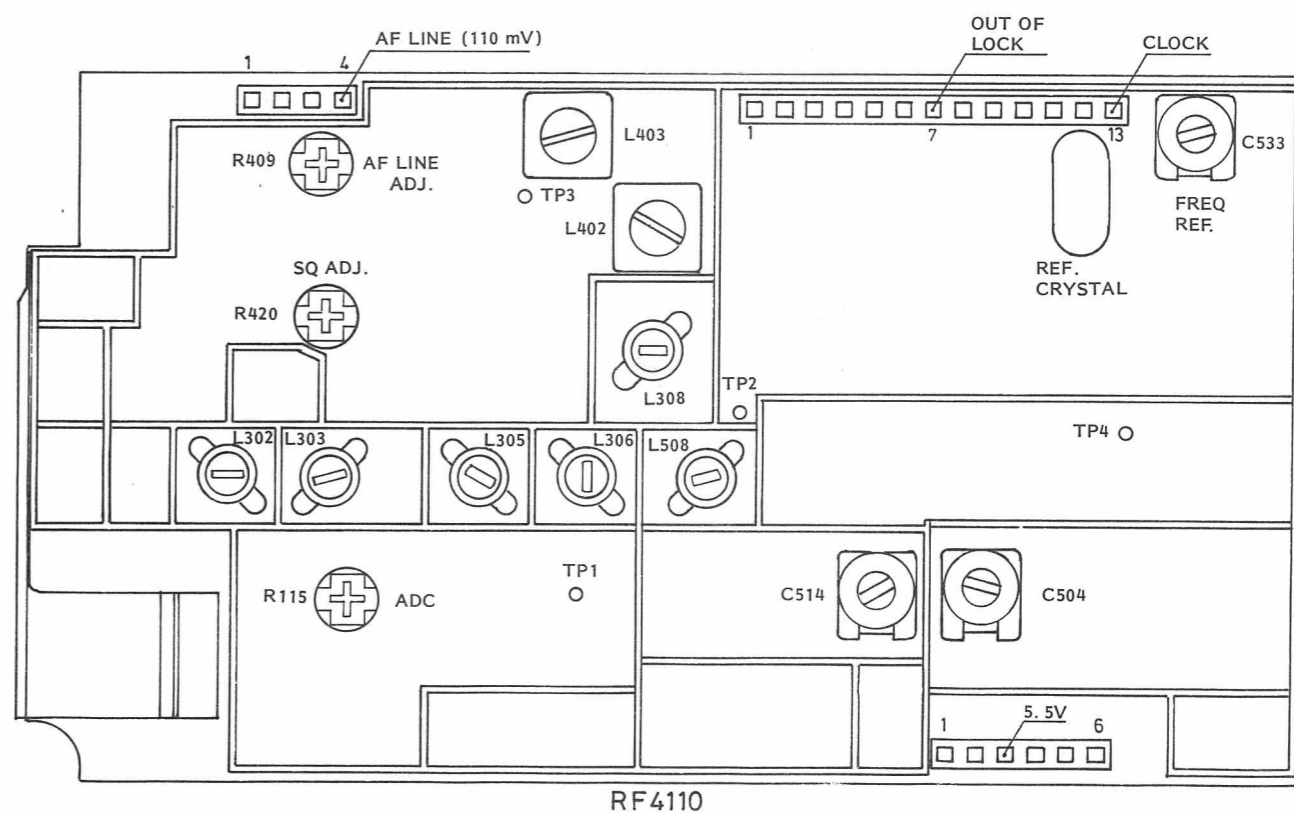 AF LINE (110 mV)
1
4
OUT OF
LOCK
CLOCK
1
7
13
R409
AF LINE
ADJ.
L403
TP3
L402
C533
FREQ
REF.
REF.
CRYSTAL
SQ ADJ.
R420
L308
TP2
TP4
L302
L303
L305
L306
L508
R115
ADC
TP1
C514
C504
1
5.5V
6
RF4110